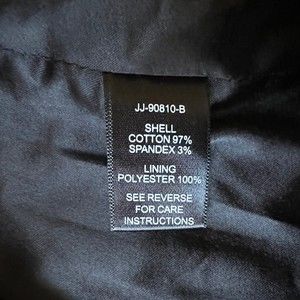 JJ-90810-B
SHELL
COTTON 97%
SPANDEX 3%
LINING
POLYESTER 100%
SEE REVERSE
FOR CARE
INSTRUCTIONS